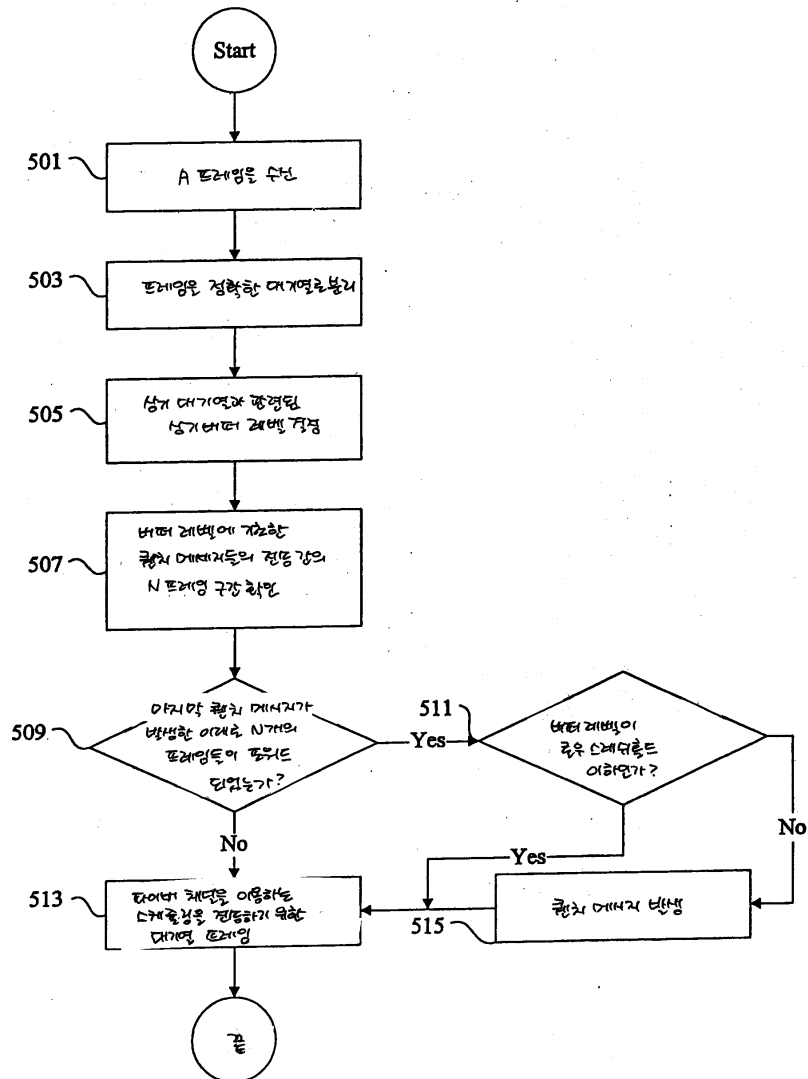 Start
501
A 프레임을 수신
503
프레임을 정확한 대기열로 분리
505
상기 대기열과 관련된
상기 버퍼 레벨 결정
507
버퍼 레벨에 기초한
퀀치 메세지들의 전송 간의
N 프레임 구간 확인
509
마지막 퀀치 메시지가
발생한 이래로 N개의
프레임들이 포워드
되었는가?
Yes
511
버퍼 레벨이
로우 스레쉬홀드
이하인가?
No
No
Yes
513
파이버 채널을 이용하는
스케쥴링을 전송하기 위한
대기열 프레임
515
퀀치 메시지 발생
끝